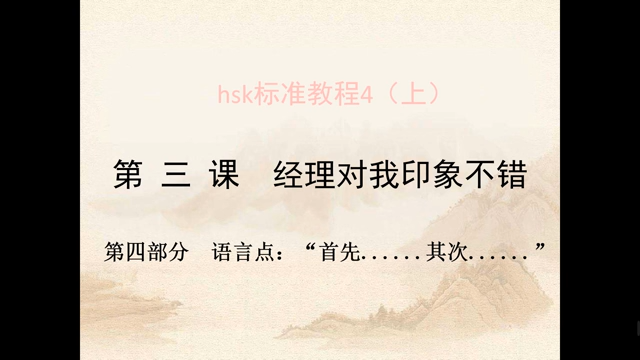 hsk标准教程4（上）
第 三 课 经理对我印象不错
第四部分 语言点：“首先......其次......”